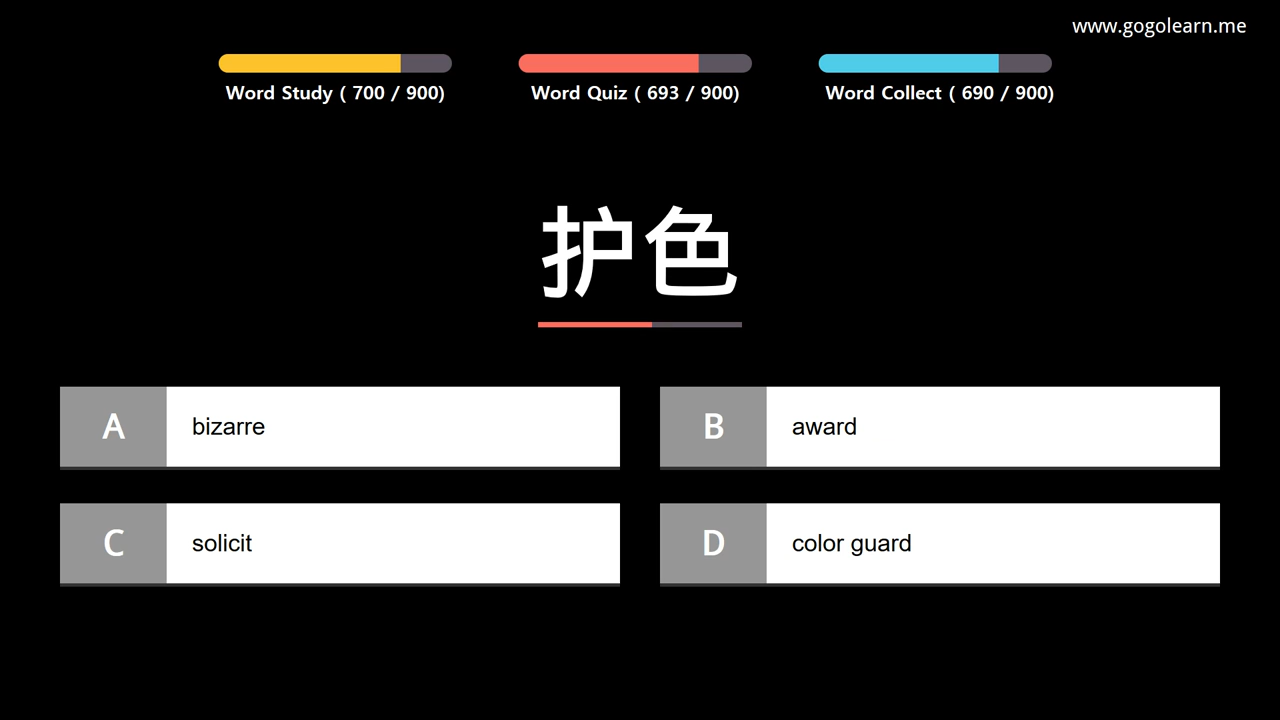 www.gogolearn.me
Word Study ( 700 / 900)
Word Quiz ( 693 / 900)
Word Collect ( 690 / 900)
护色
A bizarre
B award
C solicit
D color guard